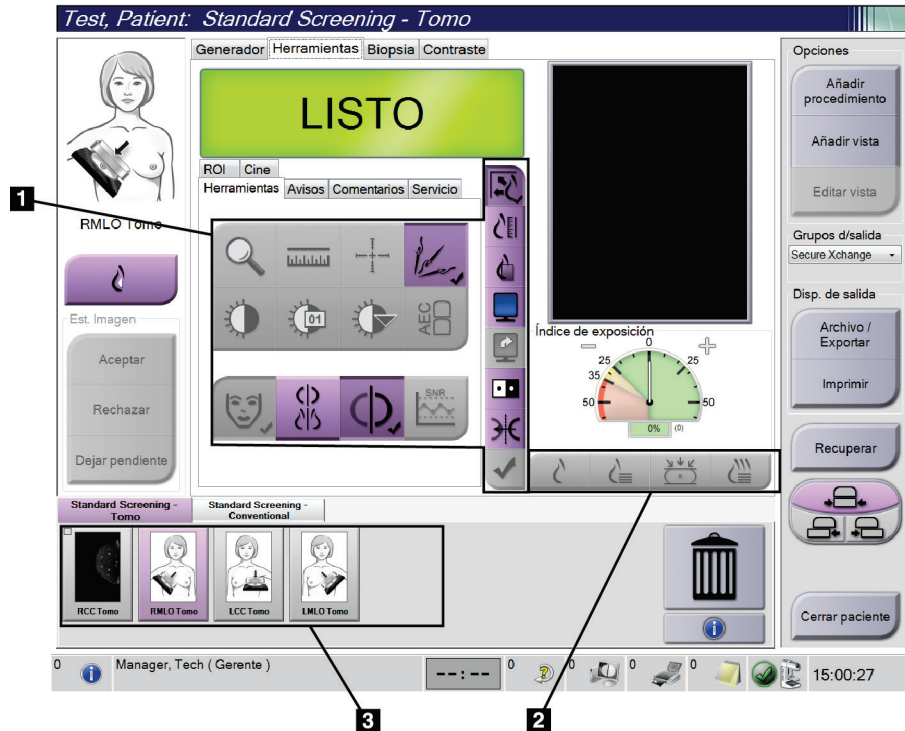 Test, Patient: Standard Screening - Tomo
Generador Herramientas Biopsia Contraste
LISTO
ROI Cine
Herramientas Avisos Comentarios Servicio
1
RMLO Tomo
Est. Imagen
Aceptar
Rechazar
Dejar pendiente
01
AEC
SNR
Índice de exposición
0
25 25
35
50 50
0% (0)
Opciones
Añadir
procedimiento
Añadir vista
Editar vista
Grupos d/salida
Secure Xchange
Disp. de salida
Archivo /
Exportar
Imprimir
Recuperar
Cerrar paciente
Standard Screening -
Tomo
Standard Screening -
Conventional
RCC Tomo
RMLO Tomo
LCC Tomo
LMLO Tomo
0 Manager, Tech ( Gerente ) --:-- 0 0 0 0 15:00:27
3 2